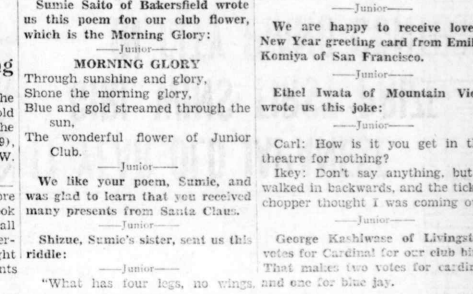 Sumie Saito of Bakersfield wrote
us this poem for our club flower,
which is the Morning Glory:
—Junior—
MORNING GLORY
Through sunshine and glory,
Shone the morning glory,
Blue and gold streamed through the
sun,
The wonderful flower of Junior
Club.
—Junior—
We like your poem, Sumie, and
was glad to learn that you received
many presents from Santa Claus.
—Junior—
Shizue, Sumie's sister, sent us this
riddle:
—Junior—
"What has four legs, no wings,
—Junior—
We are happy to receive love
New Year greeting card from Emi
Komiya of San Francisco.
—Junior—
Ethel Iwata of Mountain Vie
wrote us this joke:
—Junior—
Carl: How is it you get in th
theatre for nothing?
Ikey: Don't say anything, but
walked in backwards, and the tick
chopper thought I was coming o
—Junior—
George Kashiwase of Livingst
votes for Cardinal for our club bi
That makes two votes for cardin
and one for blue jay.